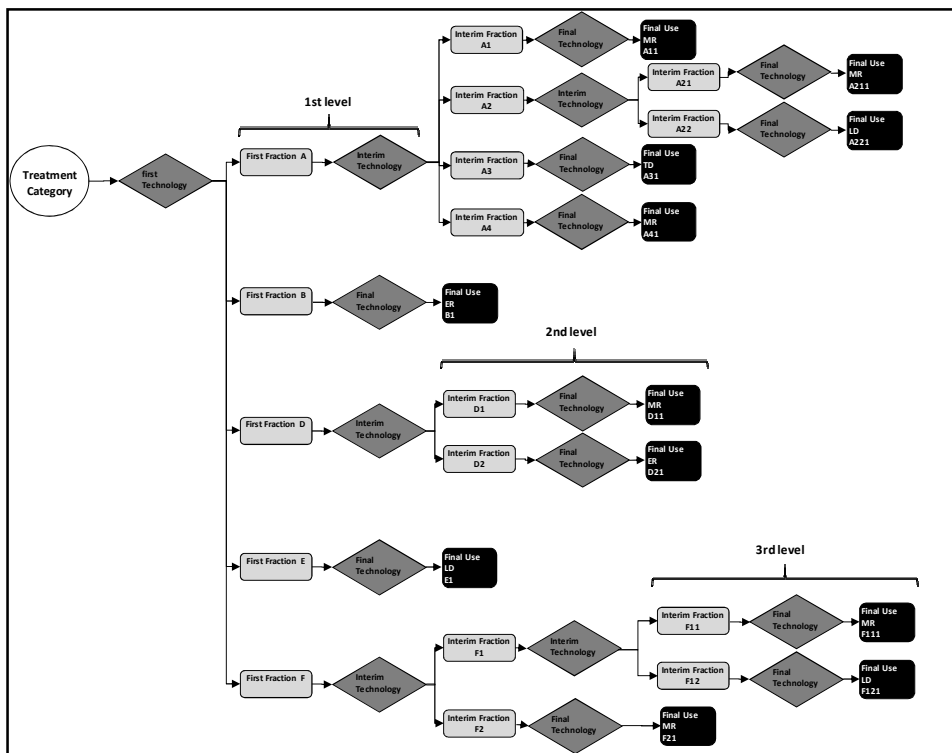 Treatment
Category
first
Technology
1st level
First Fraction A
Interim
Technology
Interim Fraction
A1
Final
Technology
Final Use
MR
A11
Interim Fraction
A2
Interim
Technology
Interim Fraction
A21
Final
Technology
Final Use
MR
A211
Interim Fraction
A22
Final
Technology
Final Use
LD
A221
Interim Fraction
A3
Final
Technology
Final Use
TD
A31
Interim Fraction
A4
Final
Technology
Final Use
MR
A41
First Fraction B
Final
Technology
Final Use
ER
B1
2nd level
First Fraction D
Interim
Technology
Interim Fraction
D1
Final
Technology
Final Use
MR
D11
Interim Fraction
D2
Final
Technology
Final Use
ER
D21
First Fraction E
Final
Technology
Final Use
LD
E1
3rd level
First Fraction F
Interim
Technology
Interim Fraction
F1
Interim
Technology
Interim Fraction
F11
Final
Technology
Final Use
MR
F111
Interim Fraction
F12
Final
Technology
Final Use
LD
F121
Interim Fraction
F2
Final
Technology
Final Use
MR
F21